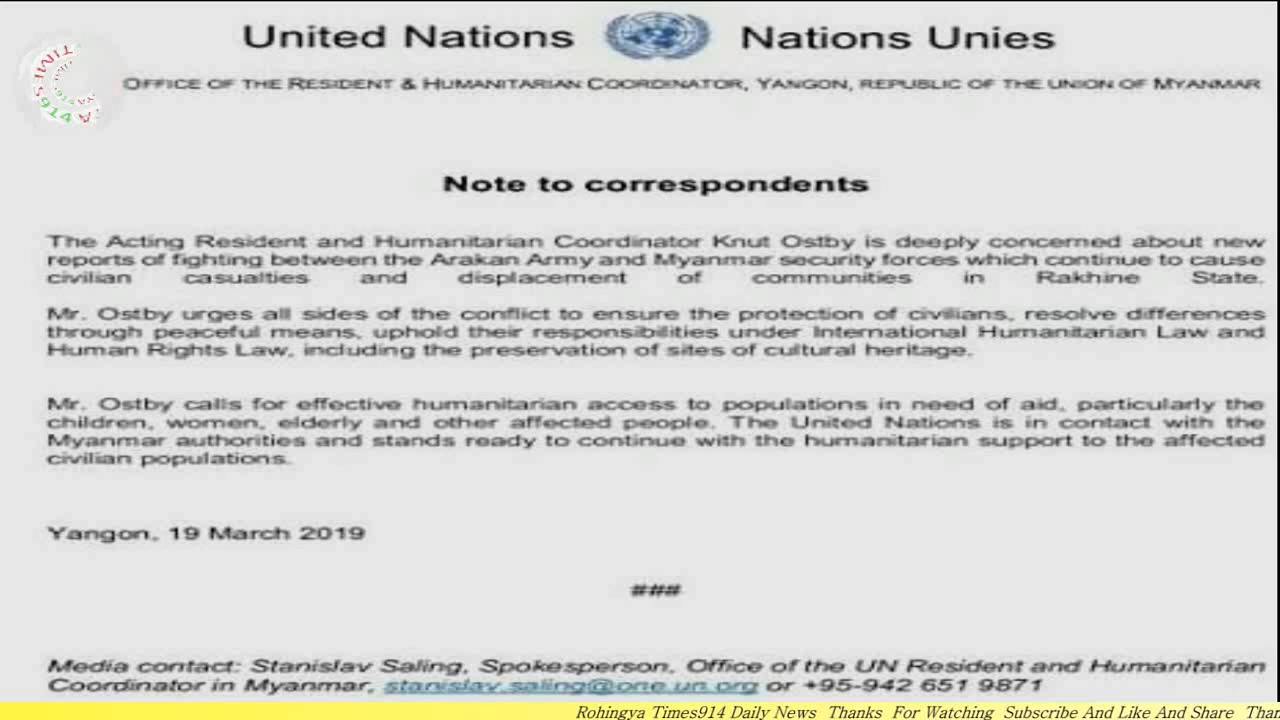 United Nations Nations Unies
OFFICE OF THE RESIDENT & HUMANITARIAN COORDINATOR, YANGON, REPUBLIC OF THE UNION OF MYANMAR
TIMES
914
Note to correspondents
The Acting Resident and Humanitarian Coordinator Knut Ostby is deeply concerned about new
reports of fighting between the Arakan Army and Myanmar security forces which continue to cause
civilian casualties and displacement of communities in Rakhine State.
Mr. Ostby urges all sides of the conflict to ensure the protection of civilians, resolve differences
through peaceful means, uphold their responsibilities under International Humanitarian Law and
Human Rights Law, including the preservation of sites of cultural heritage.
Mr. Ostby calls for effective humanitarian access to populations in need of aid, particularly the
children, women, elderly and other affected people. The United Nations is in contact with the
Myanmar authorities and stands ready to continue with the humanitarian support to the affected
civilian populations.
Yangon, 19 March 2019
###
Media contact: Stanislav Saling, Spokesperson, Office of the UN Resident and Humanitarian
Coordinator in Myanmar, stanislav.saling@one.un.org or +95-942 651 9871
Rohingya Times914 Daily News Thanks For Watching Subscribe And Like And Share Thar